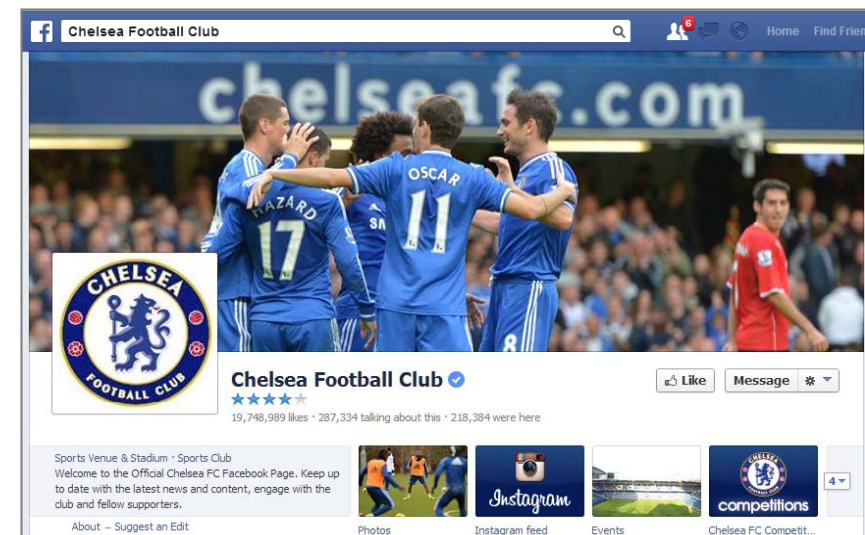 Chelsea Football Club
6
Home Find Frien
chelseafc.com
OSCAR
11
HAZARD
17
8
CHELSEA
FOOTBALL CLUB
Chelsea Football Club
Like
Message
19,748,989 likes · 287,334 talking about this · 218,384 were here
Sports Venue & Stadium · Sports Club
Welcome to the Official Chelsea FC Facebook Page. Keep up
to date with the latest news and content, engage with the
club and fellow supporters.
About – Suggest an Edit
Instagram
CHELSEA
FOOTBALL CLUB
competitions
4
Photos
Instagram feed
Events
Chelsea FC Competit...